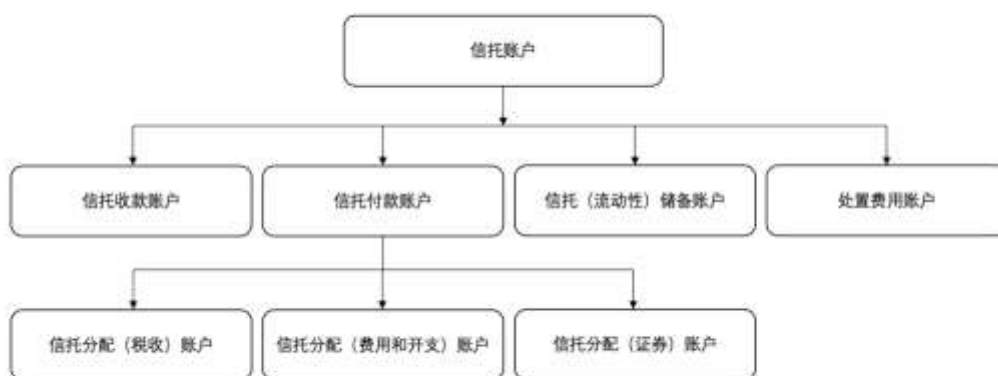 信托账户
信托收款账户
信托付款账户
信托（流动性）储备账户
处置费用账户
信托分配（税收）账户
信托分配（费用和开支）账户
信托分配（证券）账户